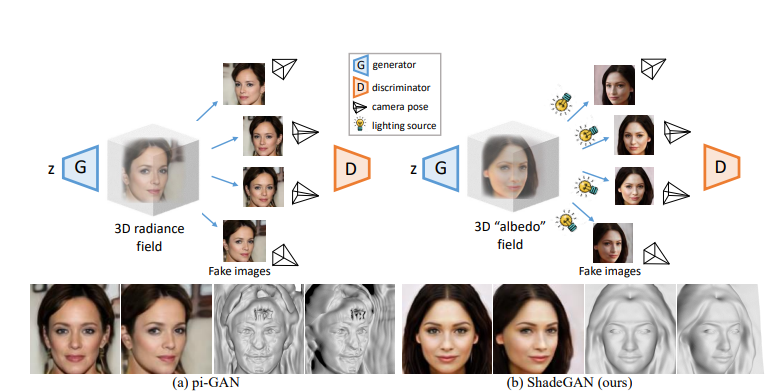 G generator
D discriminator
camera pose
lighting source
z G
D
3D radiance
field
Fake images
z G
D
3D “albedo”
field
Fake images
(a) pi-GAN
(b) ShadeGAN (ours)